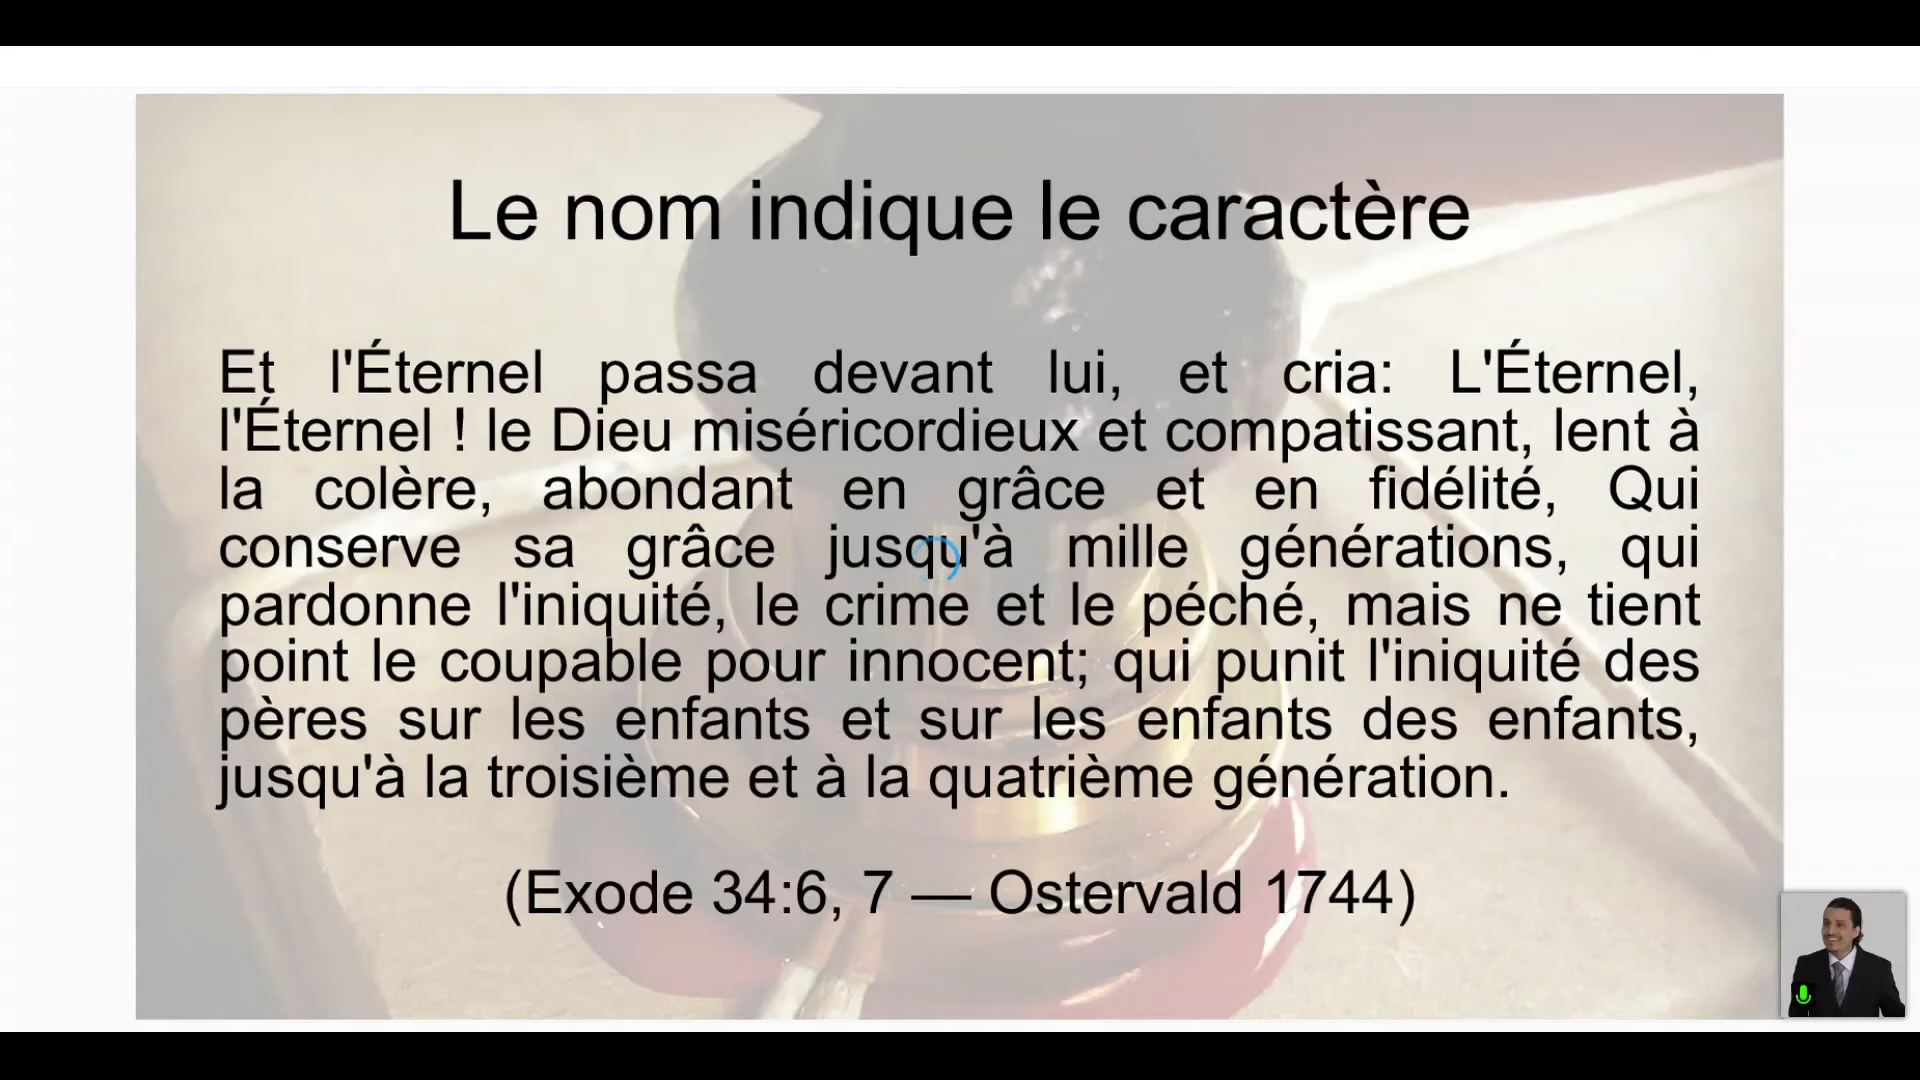 Le nom indique le caractère
Et l'Éternel passa devant lui, et cria: L'Éternel,
l'Éternel ! le Dieu miséricordieux et compatissant, lent à
la colère, abondant en grâce et en fidélité, Qui
conserve sa grâce jusqu'à mille générations, qui
pardonne l'iniquité, le crime et le péché, mais ne tient
point le coupable pour innocent; qui punit l'iniquité des
pères sur les enfants et sur les enfants des enfants,
jusqu'à la troisième et à la quatrième génération.
(Exode 34:6, 7 — Ostervald 1744)